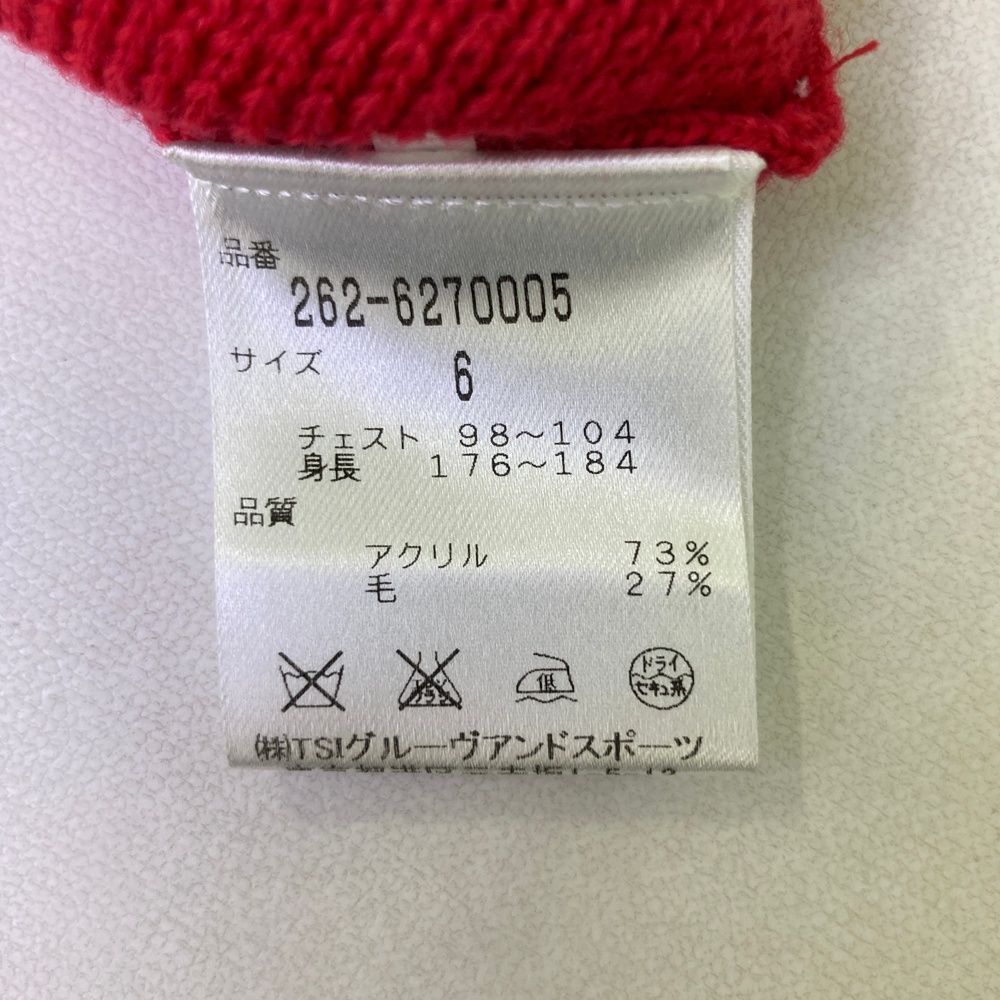 品番
262-6270005
サイズ 6
チェスト 98～104
身長 176～184
品質
アクリル 73%
毛 27%
低
ドライ
セキユ系
㈱TSIグルーヴアンドスポーツ